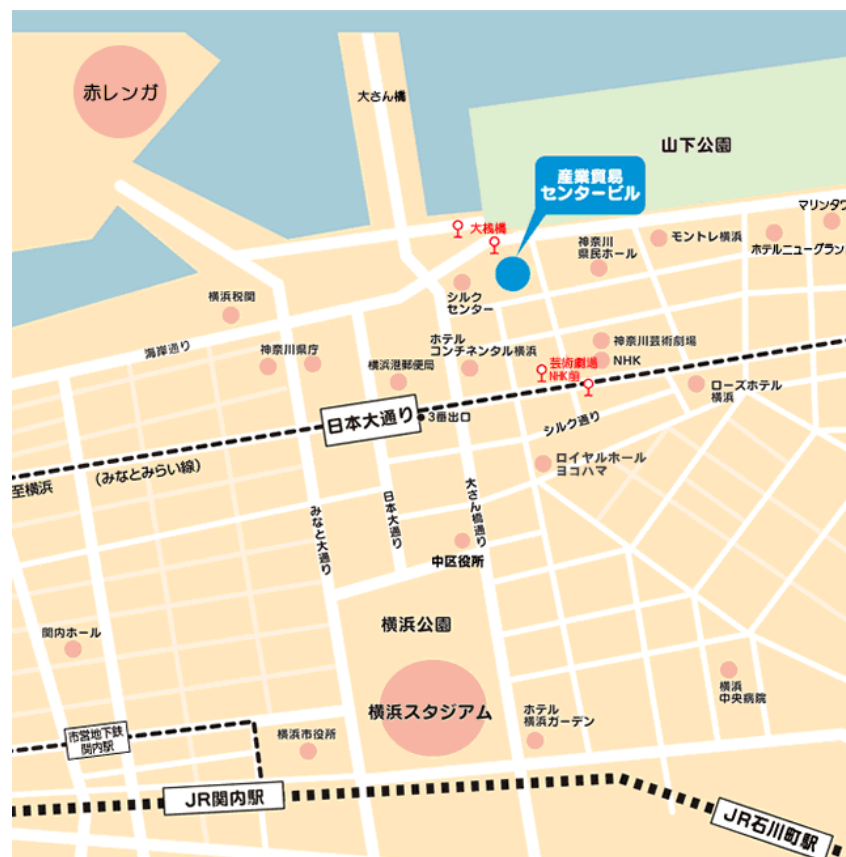 赤レンガ
大さん橋
山下公園
産業貿易
センタービル
マリンタワ
大桟橋
モントレ横浜
ホテルニューグラン
神奈川
県民ホール
シルク
センター
横浜税関
海岸通り
神奈川県庁
ホテル
コンチネンタル横浜
横浜港郵便局
神奈川芸術劇場
NHK
芸術劇場
NHK前
ローズホテル
横浜
日本大通り
3番出口
シルク通り
(みなとみらい線)
至横浜
ロイヤルホール
ヨコハマ
みなと大通り
日本大通り
大さん橋通り
中区役所
横浜公園
関内ホール
横浜スタジアム
横浜
中央病院
ホテル
横浜ガーデン
市営地下鉄
関内駅
横浜市役所
JR関内駅
JR石川町駅